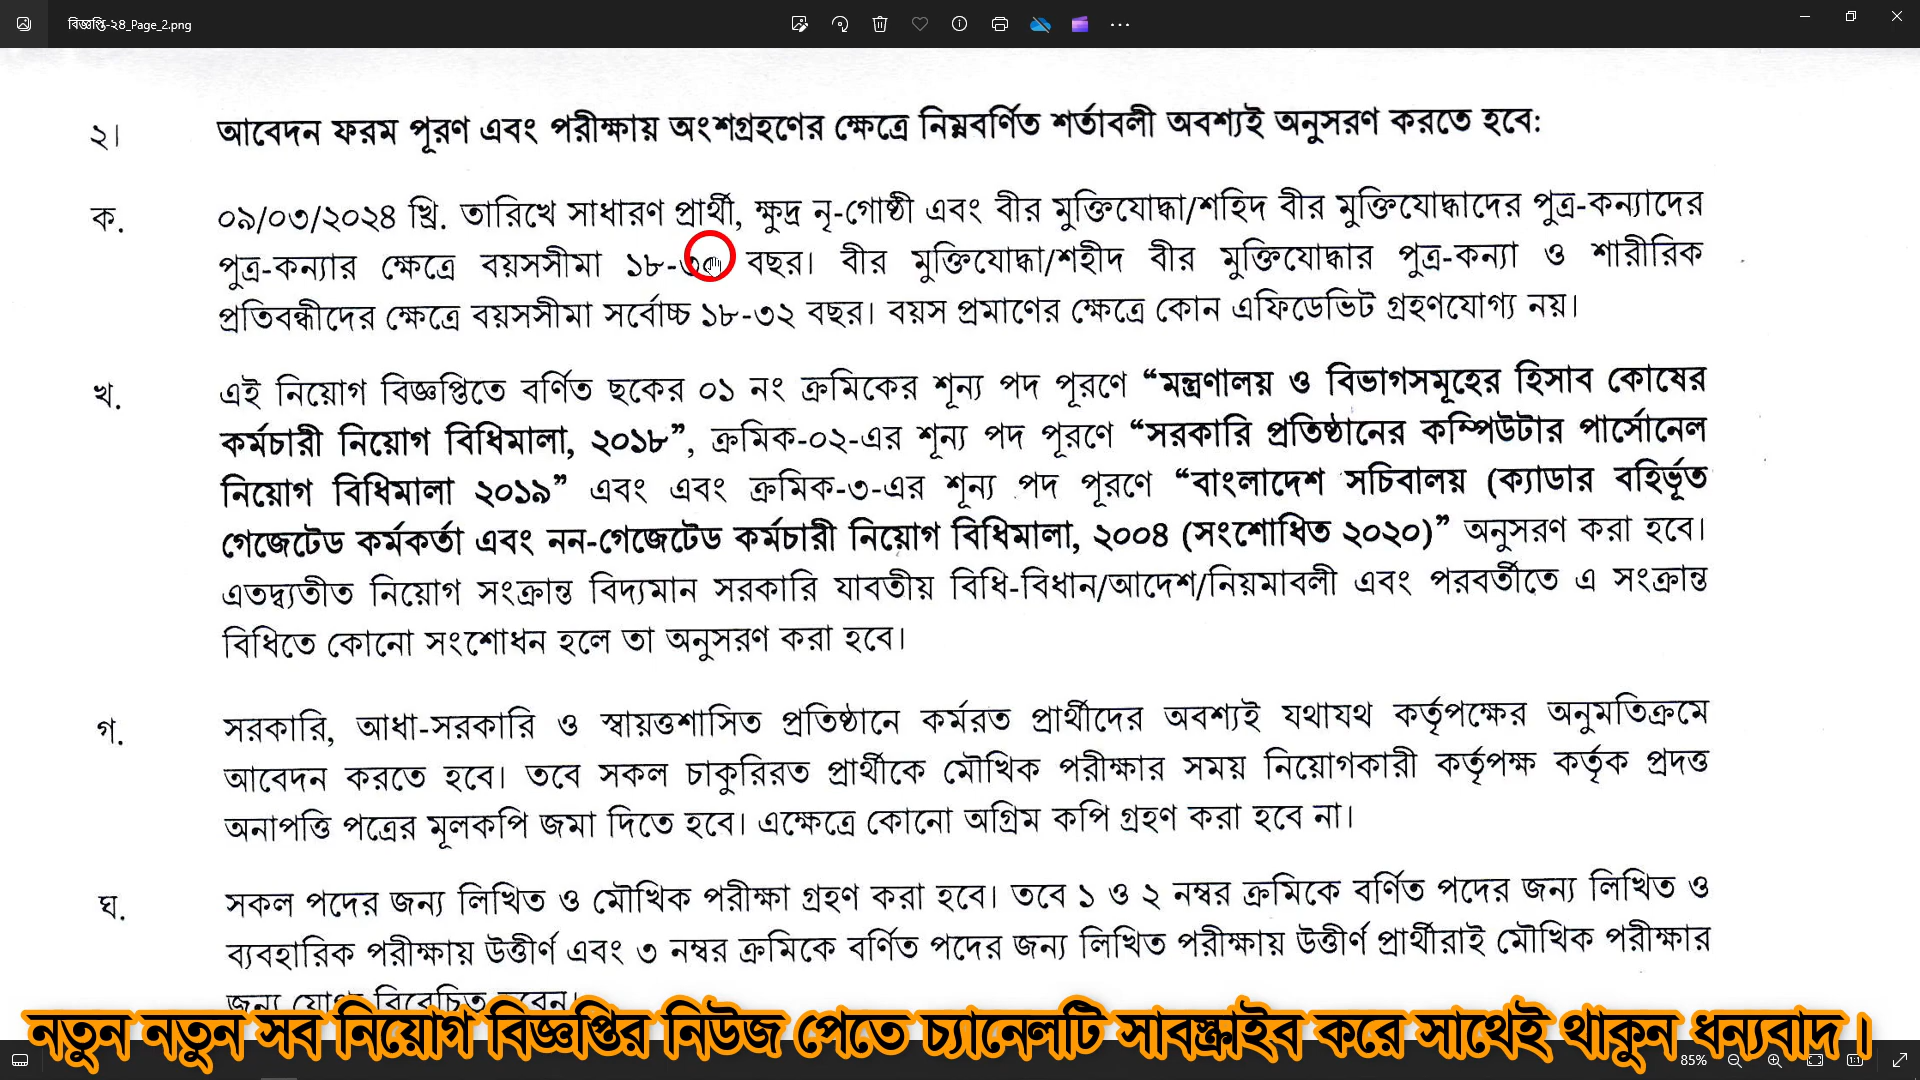 বিজ্ঞপ্তি-২৪_Page_2.png
২। আবেদন ফরম পূরণ এবং পরীক্ষায় অংশগ্রহণের ক্ষেত্রে নিম্নবর্ণিত শর্তাবলী অবশ্যই অনুসরণ করতে হবে:
ক. ০৯/০৩/২০২৪ খ্রি. তারিখে সাধারণ প্রার্থী, ক্ষুদ্র নৃ-গোষ্ঠী এবং বীর মুক্তিযোদ্ধা/শহিদ বীর মুক্তিযোদ্ধাদের পুত্র-কন্যাদের
পুত্র-কন্যার ক্ষেত্রে বয়সসীমা ১৮-৩০ বছর। বীর মুক্তিযোদ্ধা/শহীদ বীর মুক্তিযোদ্ধার পুত্র-কন্যা ও শারীরিক
প্রতিবন্ধীদের ক্ষেত্রে বয়সসীমা সর্বোচ্চ ১৮-৩২ বছর। বয়স প্রমাণের ক্ষেত্রে কোন এফিডেভিট গ্রহণযোগ্য নয়।
খ. এই নিয়োগ বিজ্ঞপ্তিতে বর্ণিত ছকের ০১ নং ক্রমিকের শূন্য পদ পূরণে “মন্ত্রণালয় ও বিভাগসমূহের হিসাব কোষের
কর্মচারী নিয়োগ বিধিমালা, ২০১৮”, ক্রমিক-০২-এর শূন্য পদ পূরণে “সরকারি প্রতিষ্ঠানের কম্পিউটার পার্সোনেল
নিয়োগ বিধিমালা ২০১৯” এবং এবং ক্রমিক-৩-এর শূন্য পদ পূরণে “বাংলাদেশ সচিবালয় (ক্যাডার বহির্ভূত
গেজেটেড কর্মকর্তা এবং নন-গেজেটেড কর্মচারী নিয়োগ বিধিমালা, ২০০৪ (সংশোধিত ২০২০)” অনুসরণ করা হবে।
এতদ্ব্যতীত নিয়োগ সংক্রান্ত বিদ্যমান সরকারি যাবতীয় বিধি-বিধান/আদেশ/নিয়মাবলী এবং পরবর্তীতে এ সংক্রান্ত
বিধিতে কোনো সংশোধন হলে তা অনুসরণ করা হবে।
গ. সরকারি, আধা-সরকারি ও স্বায়ত্তশাসিত প্রতিষ্ঠানে কর্মরত প্রার্থীদের অবশ্যই যথাযথ কর্তৃপক্ষের অনুমতিক্রমে
আবেদন করতে হবে। তবে সকল চাকুরিরত প্রার্থীকে মৌখিক পরীক্ষার সময় নিয়োগকারী কর্তৃপক্ষ কর্তৃক প্রদত্ত
অনাপত্তি পত্রের মূলকপি জমা দিতে হবে। এক্ষেত্রে কোনো অগ্রিম কপি গ্রহণ করা হবে না।
ঘ. সকল পদের জন্য লিখিত ও মৌখিক পরীক্ষা গ্রহণ করা হবে। তবে ১ ও ২ নম্বর ক্রমিকে বর্ণিত পদের জন্য লিখিত ও
ব্যবহারিক পরীক্ষায় উত্তীর্ণ এবং ৩ নম্বর ক্রমিকে বর্ণিত পদের জন্য লিখিত পরীক্ষায় উত্তীর্ণ প্রার্থীরাই মৌখিক পরীক্ষার
জন্য যোগ্য বিবেচিত হবেন।
নতুন নতুন সব নিয়োগ বিজ্ঞপ্তির নিউজ পেতে চ্যানেলটি সাবস্ক্রাইব করে সাথেই থাকুন ধন্যবাদ।
85%